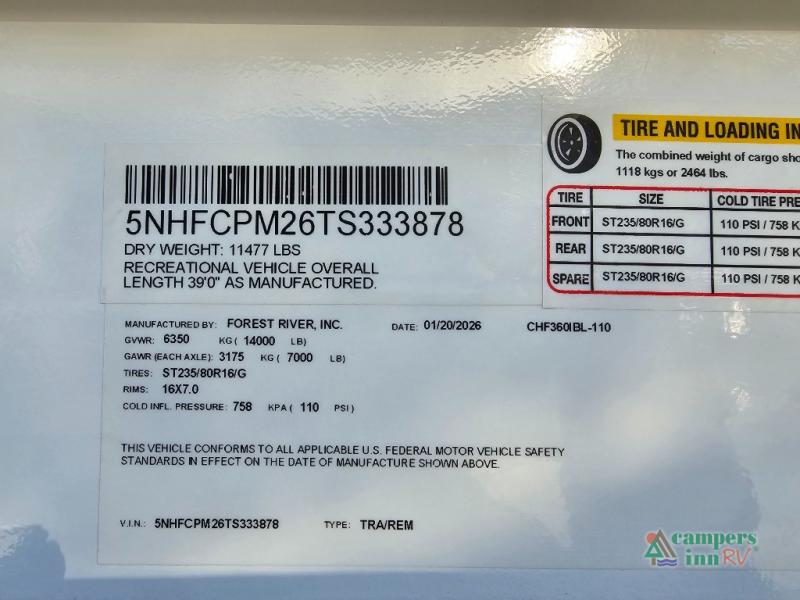 TIRE AND LOADING IN
The combined weight of cargo sho
1118 kgs or 2464 lbs.
TIRE SIZE COLD TIRE PRE
FRONT ST235/80R16/G 110 PSI / 758 K
REAR ST235/80R16/G 110 PSI / 758 K
SPARE ST235/80R16/G 110 PSI / 758 K
5NHFCPM26TS333878
DRY WEIGHT: 11477 LBS
RECREATIONAL VEHICLE OVERALL
LENGTH 39'0" AS MANUFACTURED.
MANUFACTURED BY: FOREST RIVER, INC. DATE: 01/20/2026 CHF360IBL-110
GVWR: 6350 KG ( 14000 LB)
GAWR (EACH AXLE): 3175 KG ( 7000 LB)
TIRES: ST235/80R16/G
RIMS: 16X7.0
COLD INFL. PRESSURE: 758 KPA ( 110 PSI)
THIS VEHICLE CONFORMS TO ALL APPLICABLE U.S. FEDERAL MOTOR VEHICLE SAFETY
STANDARDS IN EFFECT ON THE DATE OF MANUFACTURE SHOWN ABOVE.
V.I.N.: 5NHFCPM26TS333878 TYPE: TRA/REM
campers
inn RV